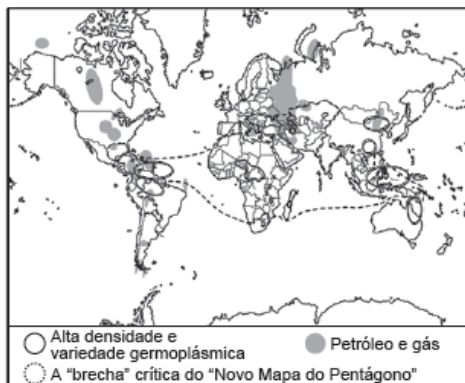 Alta densidade e
variedade germoplásmica
Petróleo e gás
A "brecha" crítica do "Novo Mapa do Pentágono"